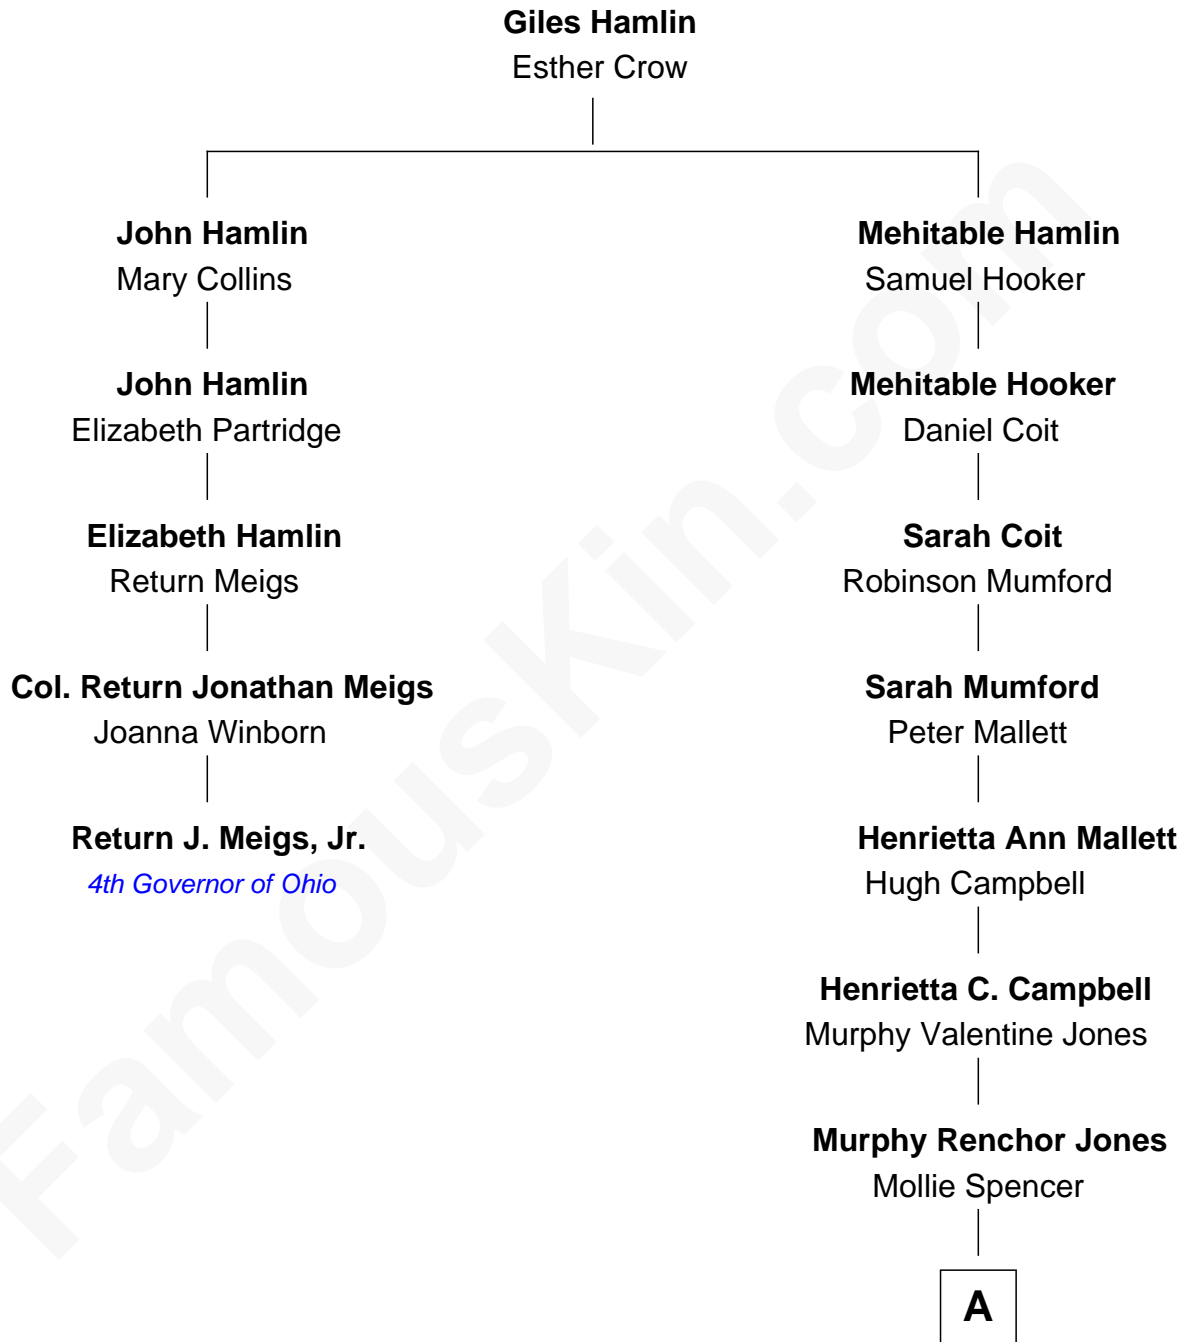 Giles Hamlin
Esther Crow
John Hamlin
Mary Collins
John Hamlin
Elizabeth Partridge
Elizabeth Hamlin
Return Meigs
Col. Return Jonathan Meigs
Joanna Winborn
Return J. Meigs, Jr.
4th Governor of Ohio
Mehitable Hamlin
Samuel Hooker
Mehitable Hooker
Daniel Coit
Sarah Coit
Robinson Mumford
Sarah Mumford
Peter Mallett
Henrietta Ann Mallett
Hugh Campbell
Henrietta C. Campbell
Murphy Valentine Jones
Murphy Renchor Jones
Mollie Spencer
A
FamousKin.com